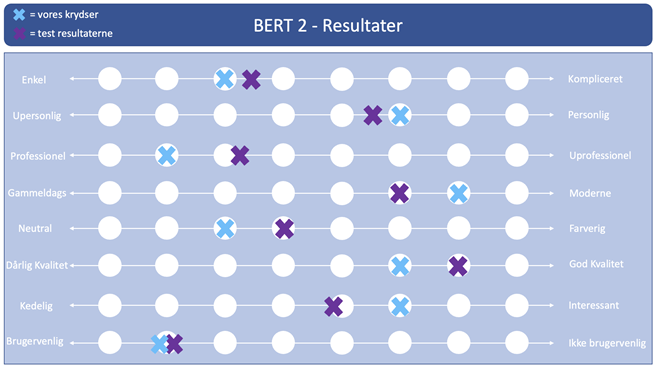 = vores krydser
= test resultaterne
BERT 2 - Resultater
Enkel Kompliceret
Upersonlig Personlig
Professionel Uprofessionel
Gammeldags Moderne
Neutral Farverig
Dårlig Kvalitet God Kvalitet
Kedelig Interessant
Brugervenlig Ikke brugervenlig